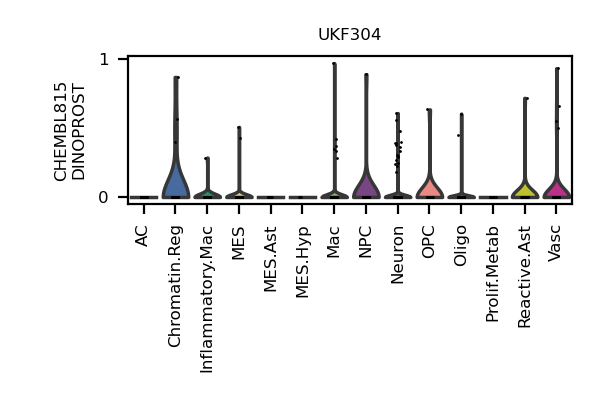 UKF304
CHEMBL815
DINOPROST
1
0
AC
Chromatin.Reg
Inflammatory.Mac
MES
MES.Ast
MES.Hyp
Mac
NPC
Neuron
OPC
Oligo
Prolif.Metab
Reactive.Ast
Vasc